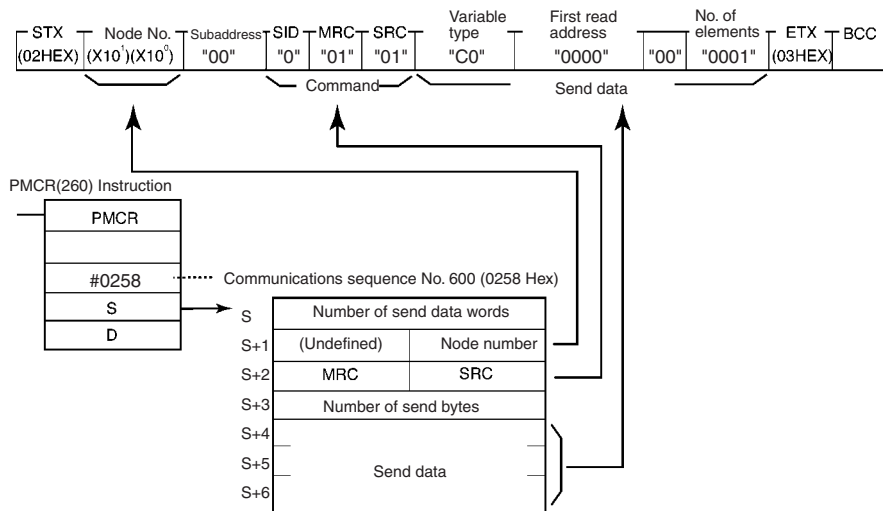 STX Node No. Subaddress SID MRC SRC Variable type First read address No. of elements ETX BCC
(02HEX) (X10¹)(X10⁰) "00" "0" "01" "01" "C0" "0000" "00" "0001" (03HEX)
Command Send data
PMCR(260) Instruction
PMCR
#0258 Communications sequence No. 600 (0258 Hex)
S
D
S Number of send data words
S+1 (Undefined) Node number
S+2 MRC SRC
S+3 Number of send bytes
S+4
S+5 Send data
S+6